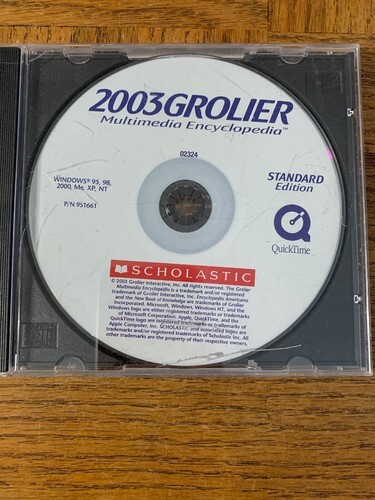 2003GROLIER
Multimedia Encyclopedia™
02324
WINDOWS® 95, 98,
2000, Me, XP, NT
P/N 951661
STANDARD
Edition
QuickTime
SCHOLASTIC
© 2002 Grolier Interactive, Inc. All rights reserved. The Grolier
Multimedia Encyclopedia is a trademark and/or registered
trademark of Grolier Interactive, Inc. Encyclopedia Americana
and the New Book of Knowledge are trademarks of Grolier
Incorporated. Microsoft, Windows, Windows NT, and the
Windows logo are either trademarks or trademarks
of Microsoft Corporation. Apple, QuickTime, and the
QuickTime logo are registered trademarks or trademarks of
Apple Computer, Inc. SCHOLASTIC and associated logos are
and/or registered trademarks of Scholastic Inc. All
other trademarks are the property of their respective owners.